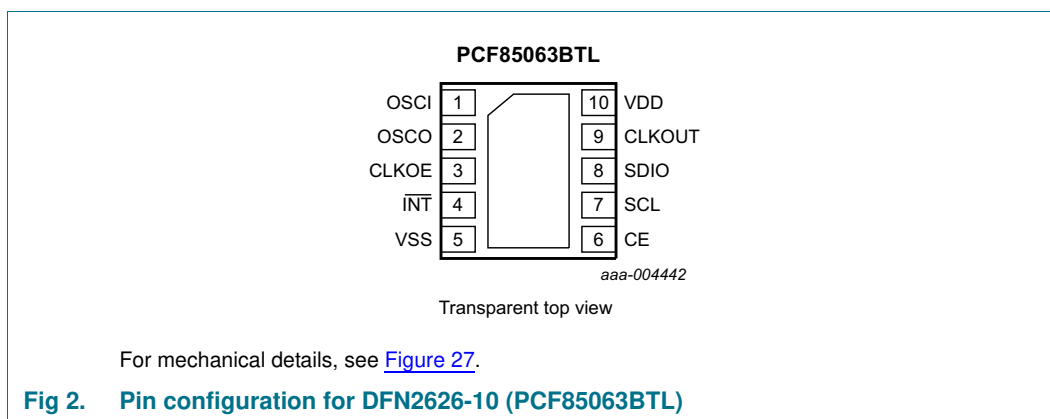 PCF85063BTL
OSCI 1 10 VDD
OSCO 2 9 CLKOUT
CLKOE 3 8 SDIO
INT 4 7 SCL
VSS 5 6 CE
aaa-004442
Transparent top view
For mechanical details, see Figure 27.
Fig 2. Pin configuration for DFN2626-10 (PCF85063BTL)